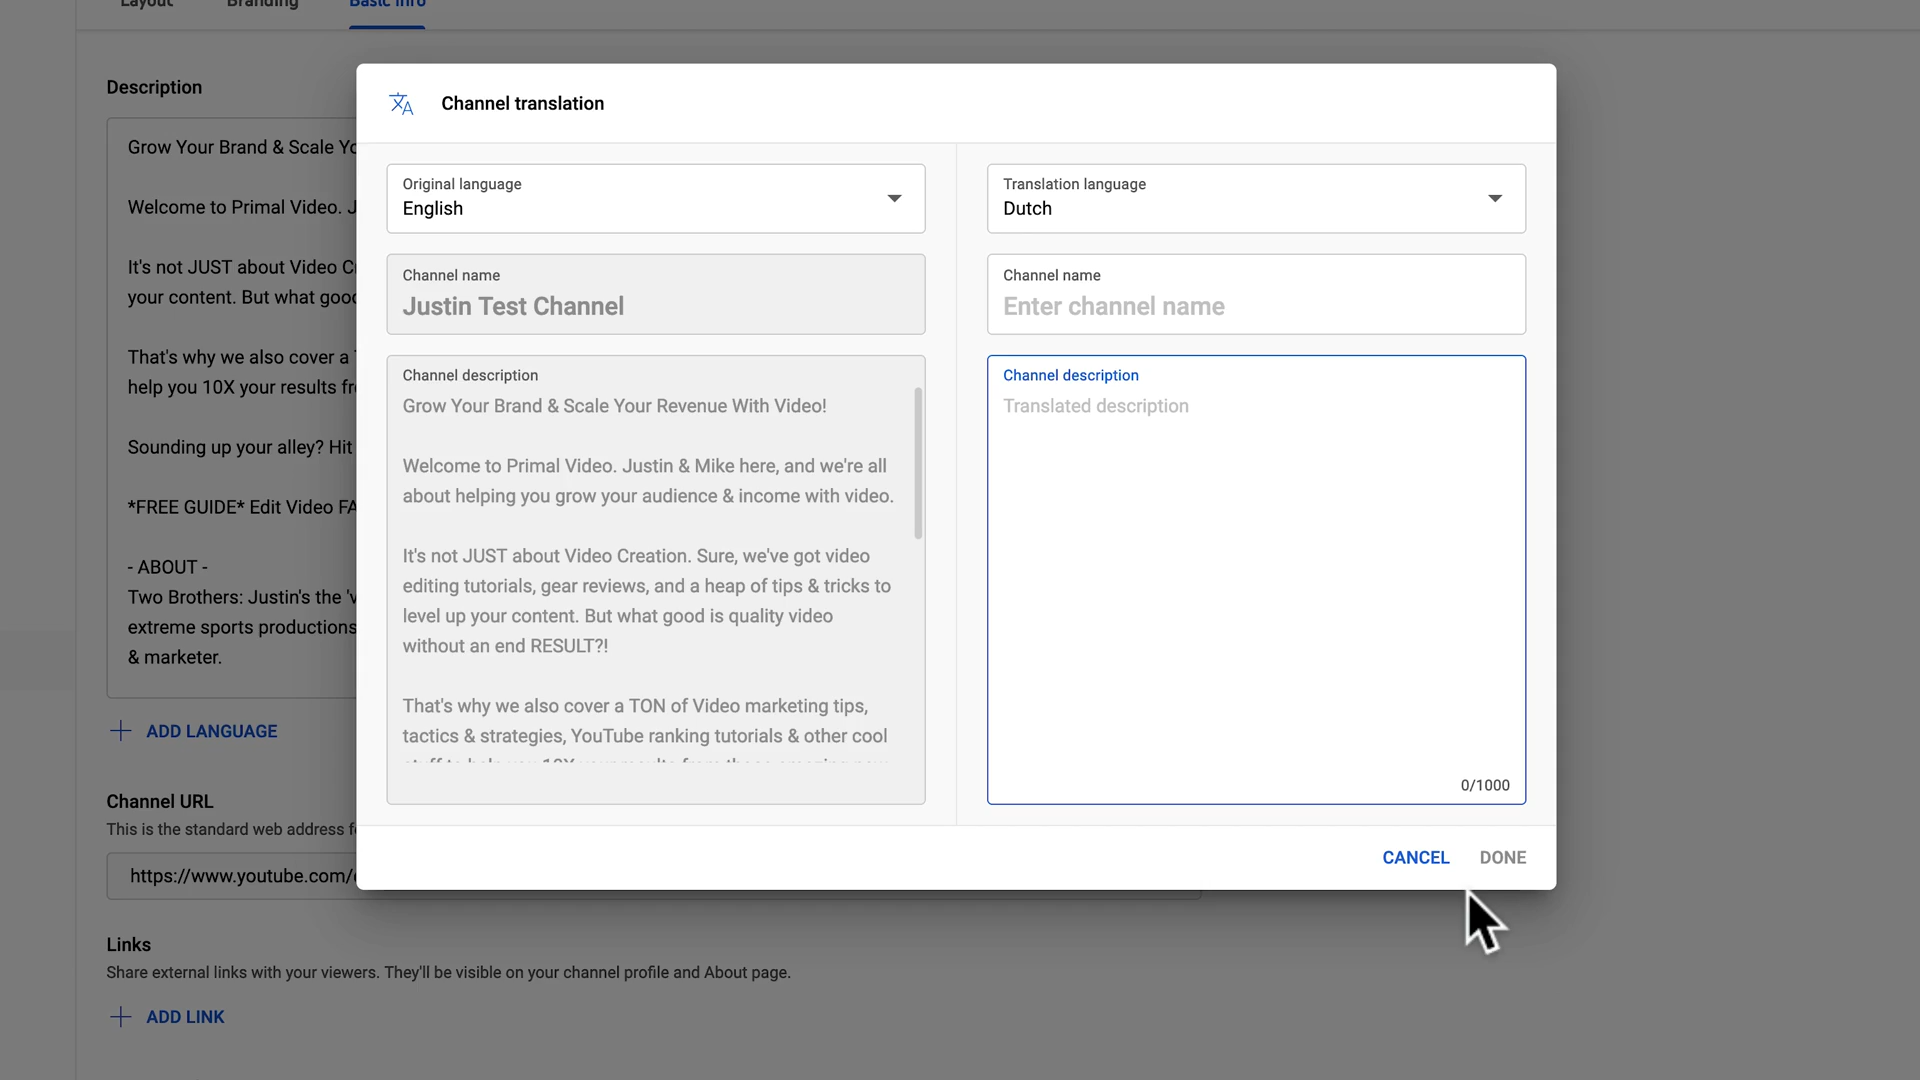 Layout
Branding
Basic info
Description
Grow Your Brand & Scale Yo
Welcome to Primal Video. J
It's not JUST about Video C
your content. But what good
That's why we also cover a
help you 10X your results fr
Sounding up your alley? Hit
*FREE GUIDE* Edit Video FA
- ABOUT -
Two Brothers: Justin's the 'v
extreme sports productions
& marketer.
ADD LANGUAGE
Channel URL
This is the standard web address f
https://www.youtube.com/
Links
Share external links with your viewers. They'll be visible on your channel profile and About page.
ADD LINK
Channel translation
Original language
English
Channel name
Justin Test Channel
Channel description
Grow Your Brand & Scale Your Revenue With Video!
Welcome to Primal Video. Justin & Mike here, and we're all
about helping you grow your audience & income with video.
It's not JUST about Video Creation. Sure, we've got video
editing tutorials, gear reviews, and a heap of tips & tricks to
level up your content. But what good is quality video
without an end RESULT?!
That's why we also cover a TON of Video marketing tips,
tactics & strategies, YouTube ranking tutorials & other cool
Translation language
Dutch
Channel name
Enter channel name
Channel description
Translated description
0/1000
CANCEL
DONE